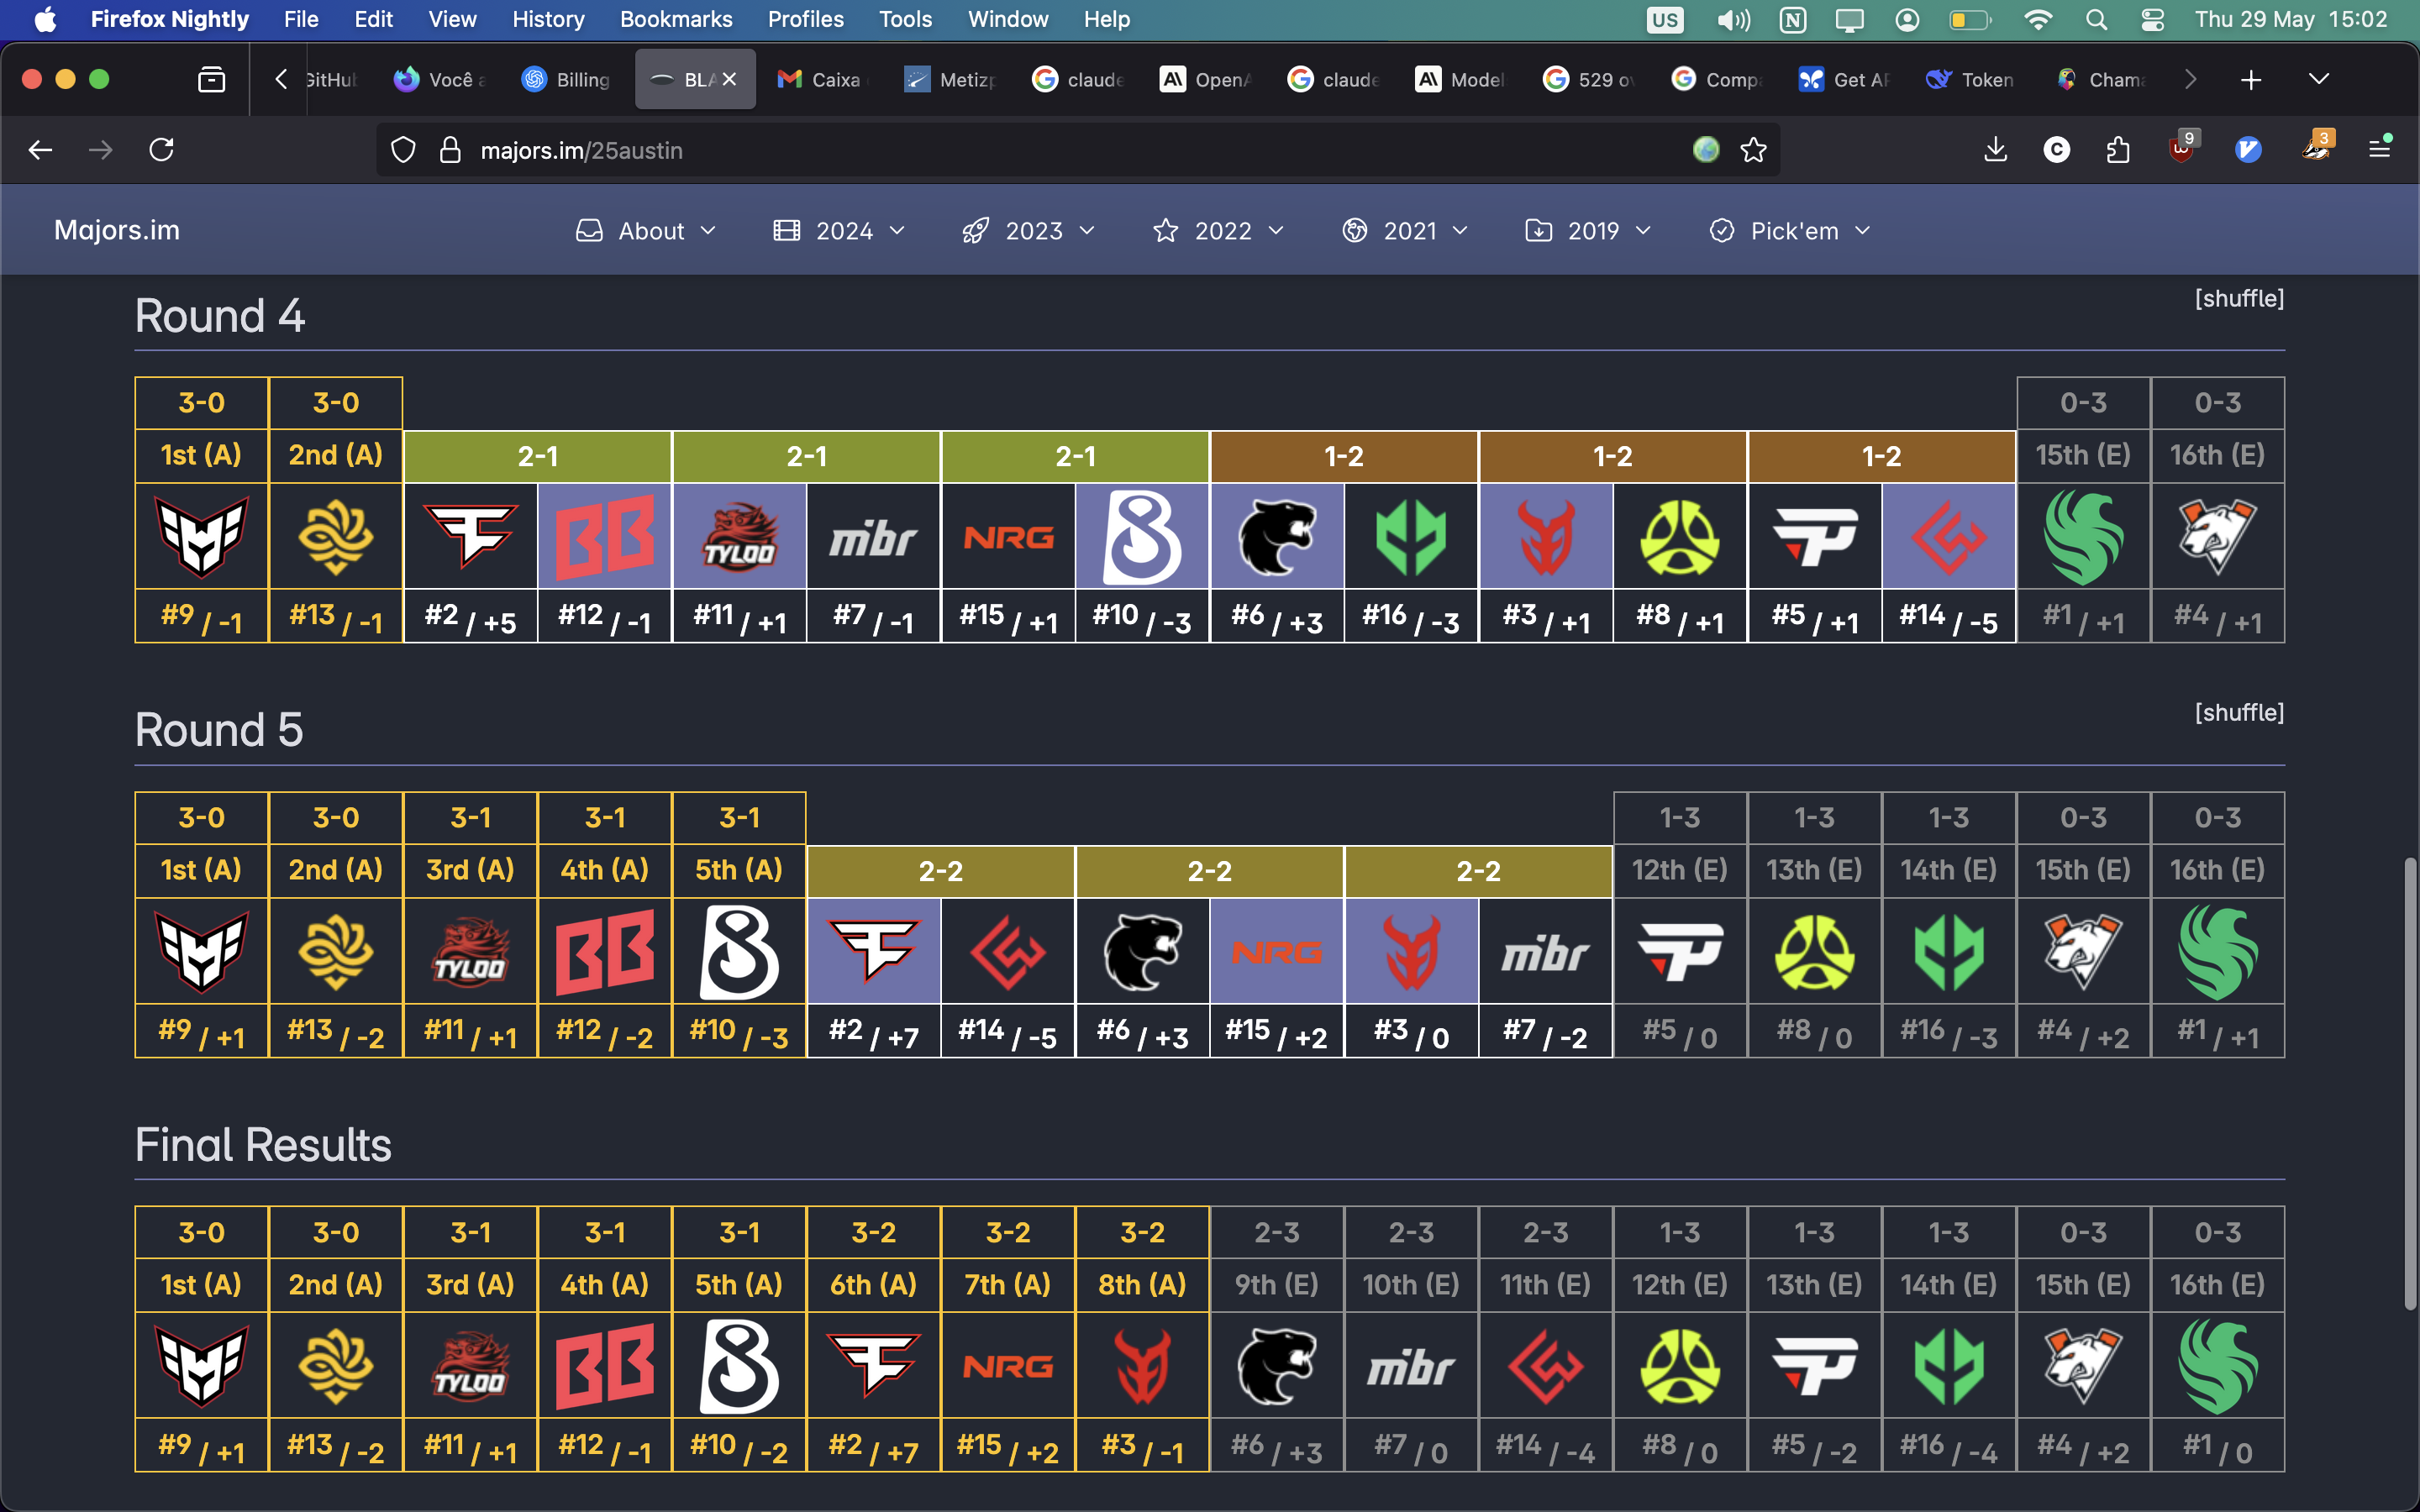 Firefox Nightly File Edit View History Bookmarks Profiles Tools Window Help US N Thu 29 May 15:02
GitHub Você a Billing BLA Caixa Metizp claude OpenA claude Model 529 ov Comp Get AP Token Chama
majors.im/25austin C 9 3
Majors.im About 2024 2023 2022 2021 2019 Pick'em
Round 4 [shuffle]
3-0 3-0 0-3 0-3
1st (A) 2nd (A) 2-1 2-1 2-1 1-2 1-2 1-2 15th (E) 16th (E)
BB TYLOO mibr NRG
#9 / -1 #13 / -1 #2 / +5 #12 / -1 #11 / +1 #7 / -1 #15 / +1 #10 / -3 #6 / +3 #16 / -3 #3 / +1 #8 / +1 #5 / +1 #14 / -5 #1 / +1 #4 / +1
Round 5 [shuffle]
3-0 3-0 3-1 3-1 3-1 1-3 1-3 1-3 0-3 0-3
1st (A) 2nd (A) 3rd (A) 4th (A) 5th (A) 2-2 2-2 2-2 12th (E) 13th (E) 14th (E) 15th (E) 16th (E)
TYLOO BB NRG mibr
#9 / +1 #13 / -2 #11 / +1 #12 / -2 #10 / -3 #2 / +7 #14 / -5 #6 / +3 #15 / +2 #3 / 0 #7 / -2 #5 / 0 #8 / 0 #16 / -3 #4 / +2 #1 / +1
Final Results
3-0 3-0 3-1 3-1 3-1 3-2 3-2 3-2 2-3 2-3 2-3 1-3 1-3 1-3 0-3 0-3
1st (A) 2nd (A) 3rd (A) 4th (A) 5th (A) 6th (A) 7th (A) 8th (A) 9th (E) 10th (E) 11th (E) 12th (E) 13th (E) 14th (E) 15th (E) 16th (E)
TYLOO BB NRG mibr
#9 / +1 #13 / -2 #11 / +1 #12 / -1 #10 / -2 #2 / +7 #15 / +2 #3 / -1 #6 / +3 #7 / 0 #14 / -4 #8 / 0 #5 / -2 #16 / -4 #4 / +2 #1 / 0